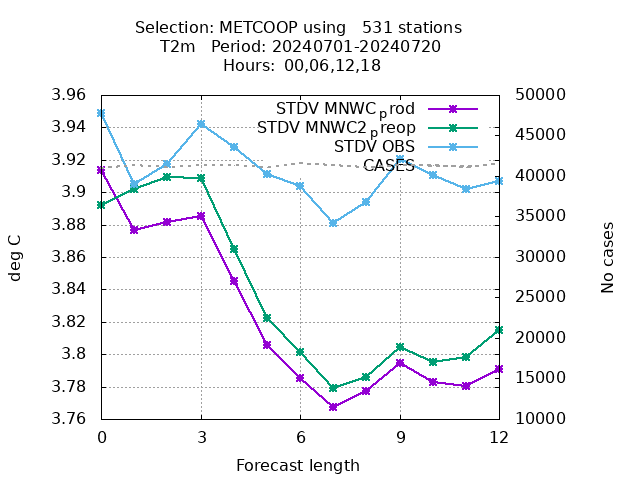 Selection: METCOOP using   531 stations
T2m   Period: 20240701-20240720
Hours: 00,06,12,18
3.96
3.94
3.92
3.9
3.88
3.86
3.84
3.82
3.8
3.78
3.76
deg C
STDV MNWCprod
STDV MNWC2preop
STDV OBS
CASES
50000
45000
40000
35000
30000
25000
20000
15000
10000
No cases
0 3 6 9 12
Forecast length